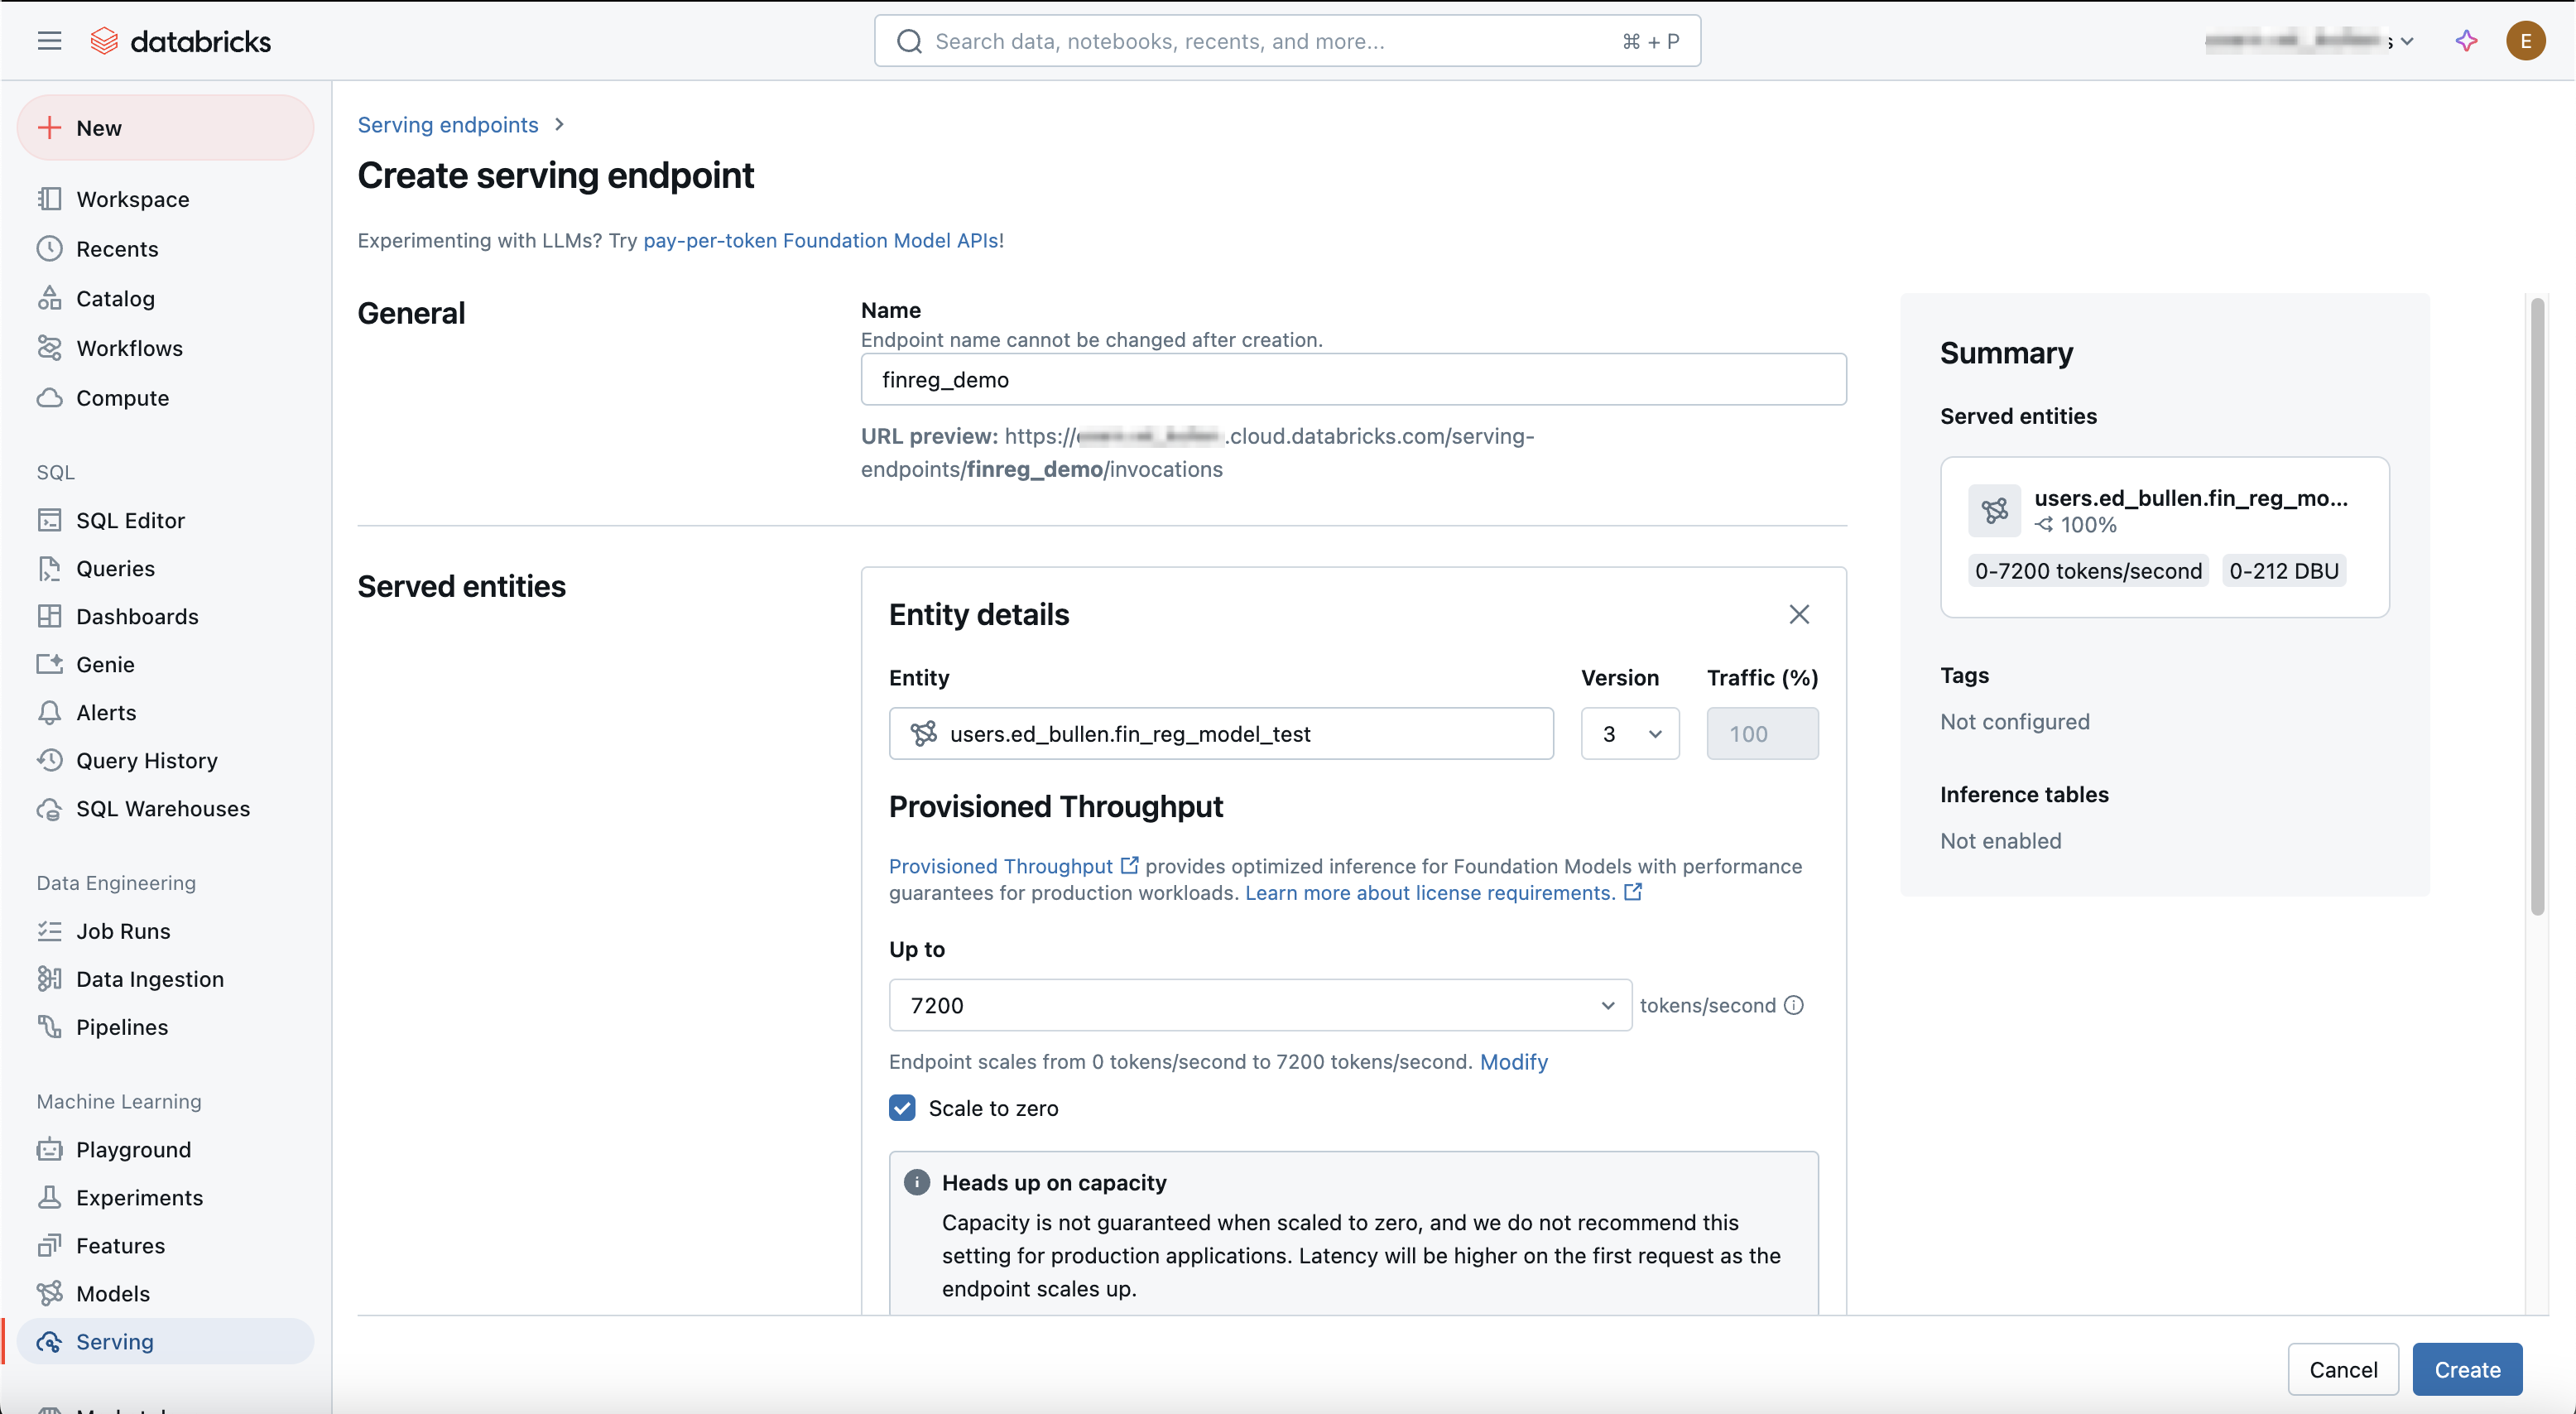 databricks
Search data, notebooks, recents, and more...
⌘ + P
E
New
Workspace
Recents
Catalog
Workflows
Compute
SQL
SQL Editor
Queries
Dashboards
Genie
Alerts
Query History
SQL Warehouses
Data Engineering
Job Runs
Data Ingestion
Pipelines
Machine Learning
Playground
Experiments
Features
Models
Serving
Serving endpoints
Create serving endpoint
Experimenting with LLMs? Try pay-per-token Foundation Model APIs!
General
Name
Endpoint name cannot be changed after creation.
finreg_demo
URL preview: https://.cloud.databricks.com/serving-
endpoints/finreg_demo/invocations
Served entities
Entity details
Entity
Version
Traffic (%)
users.ed_bullen.fin_reg_model_test
3
100
Provisioned Throughput
Provisioned Throughput provides optimized inference for Foundation Models with performance
guarantees for production workloads. Learn more about license requirements.
Up to
7200
tokens/second
Endpoint scales from 0 tokens/second to 7200 tokens/second. Modify
Scale to zero
Heads up on capacity
Capacity is not guaranteed when scaled to zero, and we do not recommend this
setting for production applications. Latency will be higher on the first request as the
endpoint scales up.
Summary
Served entities
users.ed_bullen.fin_reg_mo...
100%
0-7200 tokens/second
0-212 DBU
Tags
Not configured
Inference tables
Not enabled
Cancel
Create